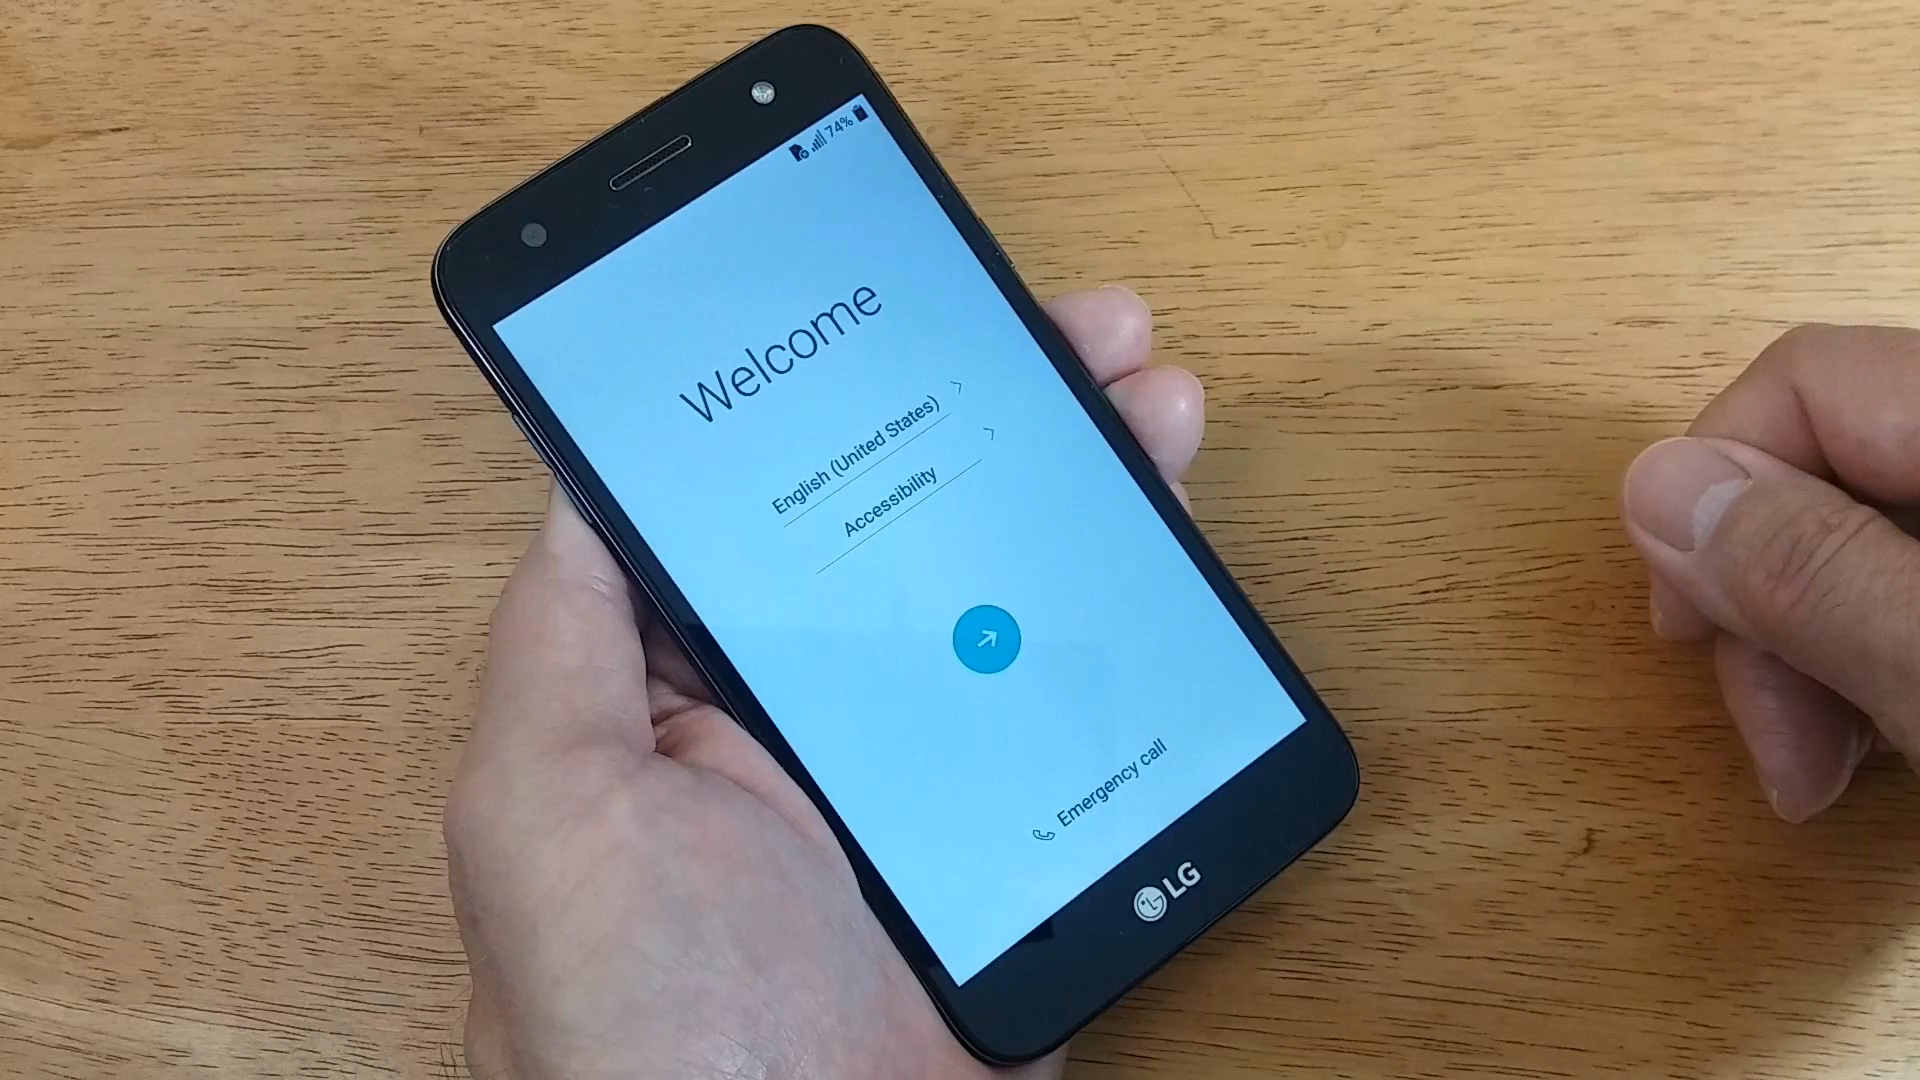 74%
Welcome
English (United States)
Accessibility
Emergency call
LG